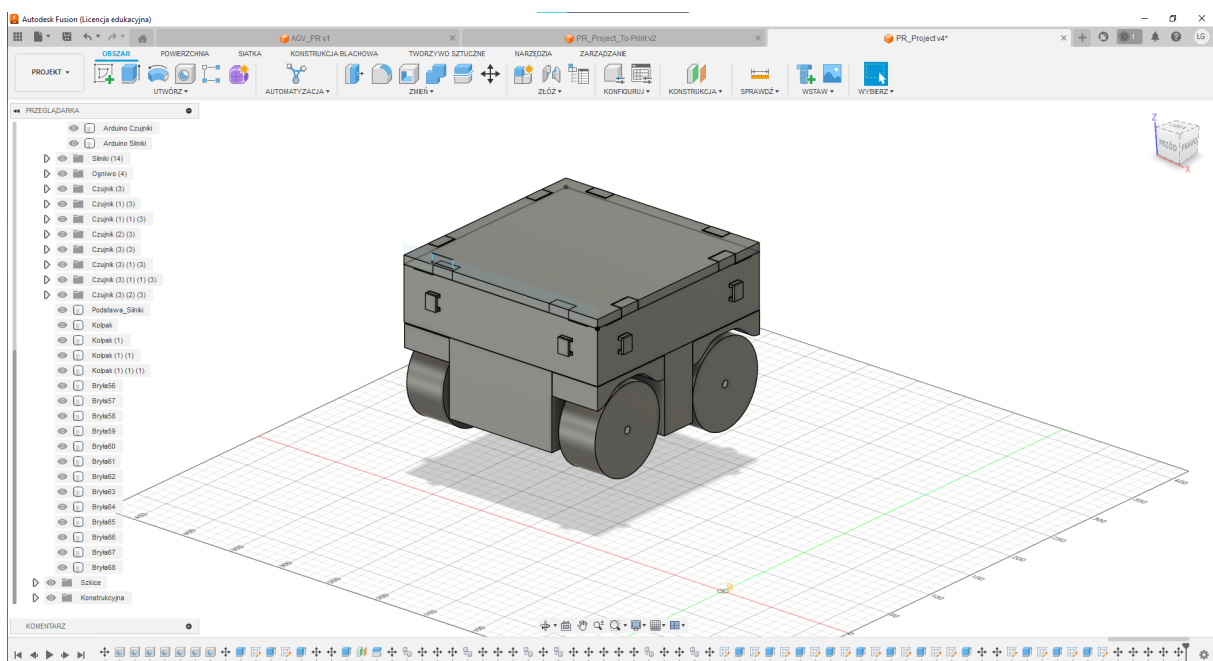 Autodesk Fusion (Licencja edukacyjna)
AGV_PR v1
PR_Project_To-Print v2
PR_Project v4*
1
ŁG
PROJEKT
OBSZAR POWIERZCHNIA SIATKA KONSTRUKCJA BLACHOWA TWORZYWO SZTUCZNE NARZĘDZIA ZARZĄDZANIE
UTWÓRZ AUTOMATYZACJA ZMIEŃ ZŁÓŻ KONFIGURUJ KONSTRUKCJA SPRAWDŹ WSTAW WYBIERZ
PRZEGLĄDARKA
Arduino Czujniki
Arduino Silniki
Silniki (14)
Ogniwo (4)
Czujnik (3)
Czujnik (1) (3)
Czujnik (1) (1) (3)
Czujnik (2) (3)
Czujnik (3) (3)
Czujnik (3) (1) (3)
Czujnik (3) (1) (1) (3)
Czujnik (3) (2) (3)
Podstawa_Silniki
Kolpak
Kolpak (1)
Kolpak (1) (1)
Kolpak (1) (1) (1)
Bryła56
Bryła57
Bryła58
Bryła59
Bryła60
Bryła61
Bryła62
Bryła63
Bryła64
Bryła65
Bryła66
Bryła67
Bryła68
Szkice
Konstrukcyjna
Z
PRZÓD
X
KOMENTARZ